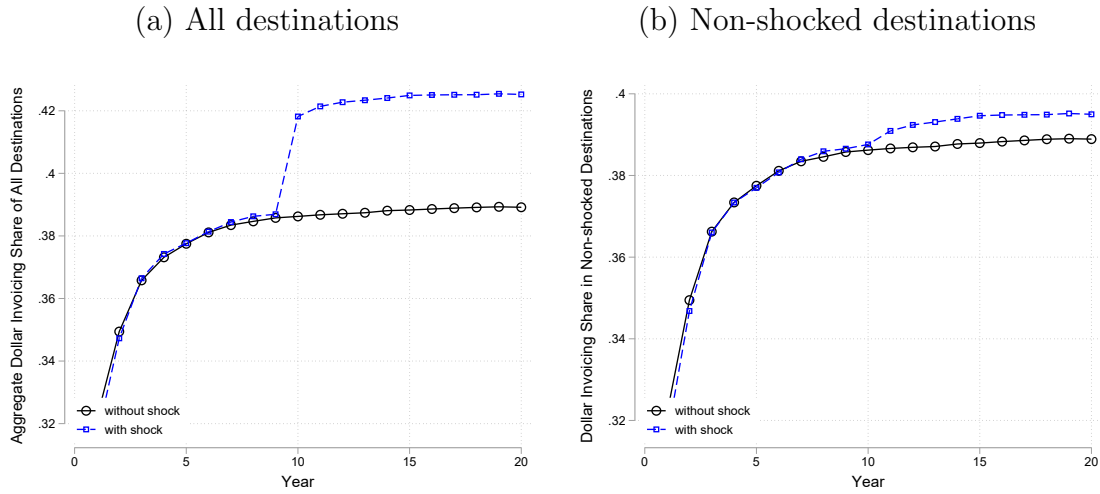 (a) All destinations
Aggregate Dollar Invoicing Share of All Destinations
.42
.4
.38
.36
.34
.32
without shock
with shock
0
5
10
15
20
Year
(b) Non-shocked destinations
Dollar Invoicing Share in Non-shocked Destinations
.4
.38
.36
.34
.32
without shock
with shock
0
5
10
15
20
Year